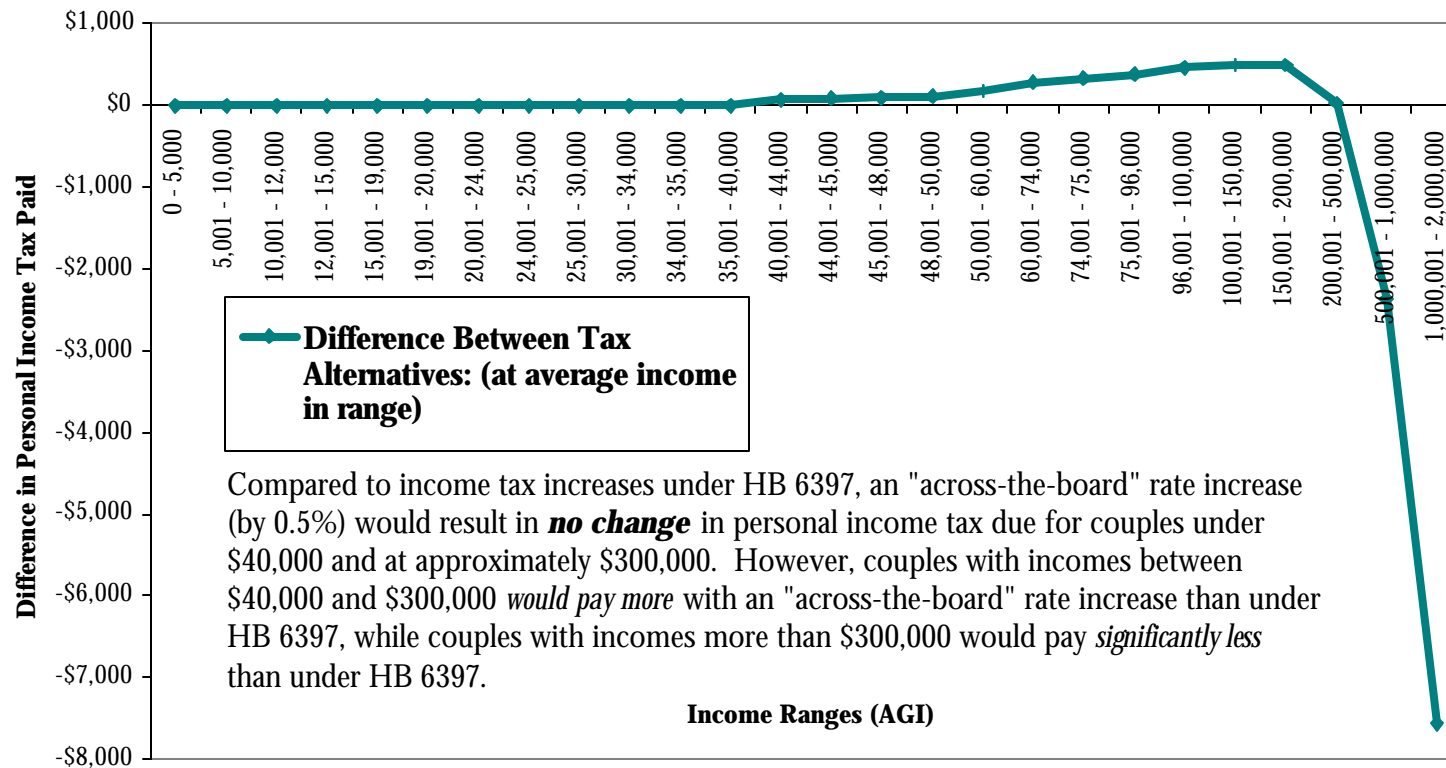 $1,000
$0
-$1,000
-$2,000
-$3,000
-$4,000
-$5,000
-$6,000
-$7,000
-$8,000
Difference in Personal Income Tax Paid
0 - 5,000
5,001 - 10,000
10,001 - 12,000
12,001 - 15,000
15,001 - 19,000
19,001 - 20,000
20,001 - 24,000
24,001 - 25,000
25,001 - 30,000
30,001 - 34,000
34,001 - 35,000
35,001 - 40,000
40,001 - 44,000
44,001 - 45,000
45,001 - 48,000
48,001 - 50,000
50,001 - 60,000
60,001 - 74,000
74,001 - 75,000
75,001 - 96,000
96,001 - 100,000
100,001 - 150,000
150,001 - 200,000
200,001 - 500,000
500,001 - 1,000,000
1,000,001 - 2,000,000
Difference Between Tax
Alternatives: (at average income
in range)
Compared to income tax increases under HB 6397, an "across-the-board" rate increase
(by 0.5%) would result in no change in personal income tax due for couples under
$40,000 and at approximately $300,000. However, couples with incomes between
$40,000 and $300,000 would pay more with an "across-the-board" rate increase than under
HB 6397, while couples with incomes more than $300,000 would pay significantly less
than under HB 6397.
Income Ranges (AGI)